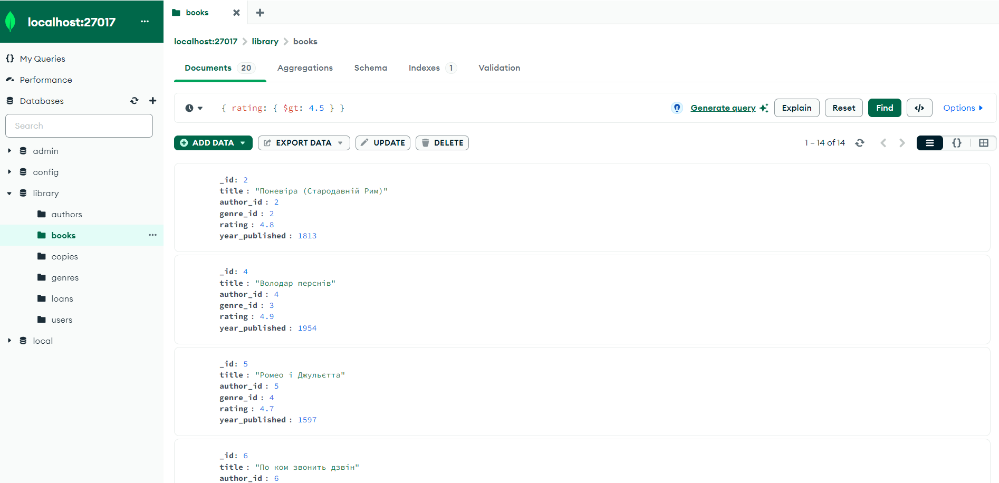 localhost:27017
books
localhost:27017 library books
My Queries
Performance
Databases
Search
admin
config
library
authors
books
copies
genres
loans
users
local
Documents 20 Aggregations Schema Indexes 1 Validation
{ rating: { $gt: 4.5 } }
Generate query Explain Reset Find </> Options
ADD DATA EXPORT DATA UPDATE DELETE
1 – 14 of 14 {}
_id: 2
title : "Поневіра (Стародавній Рим)"
author_id : 2
genre_id : 2
rating : 4.8
year_published : 1813
_id: 4
title : "Володар перснів"
author_id : 4
genre_id : 3
rating : 4.9
year_published : 1954
_id: 5
title : "Ромео і Джульєтта"
author_id : 5
genre_id : 4
rating : 4.7
year_published : 1597
_id: 6
title : "По ком звонить дзвін"
author_id : 6